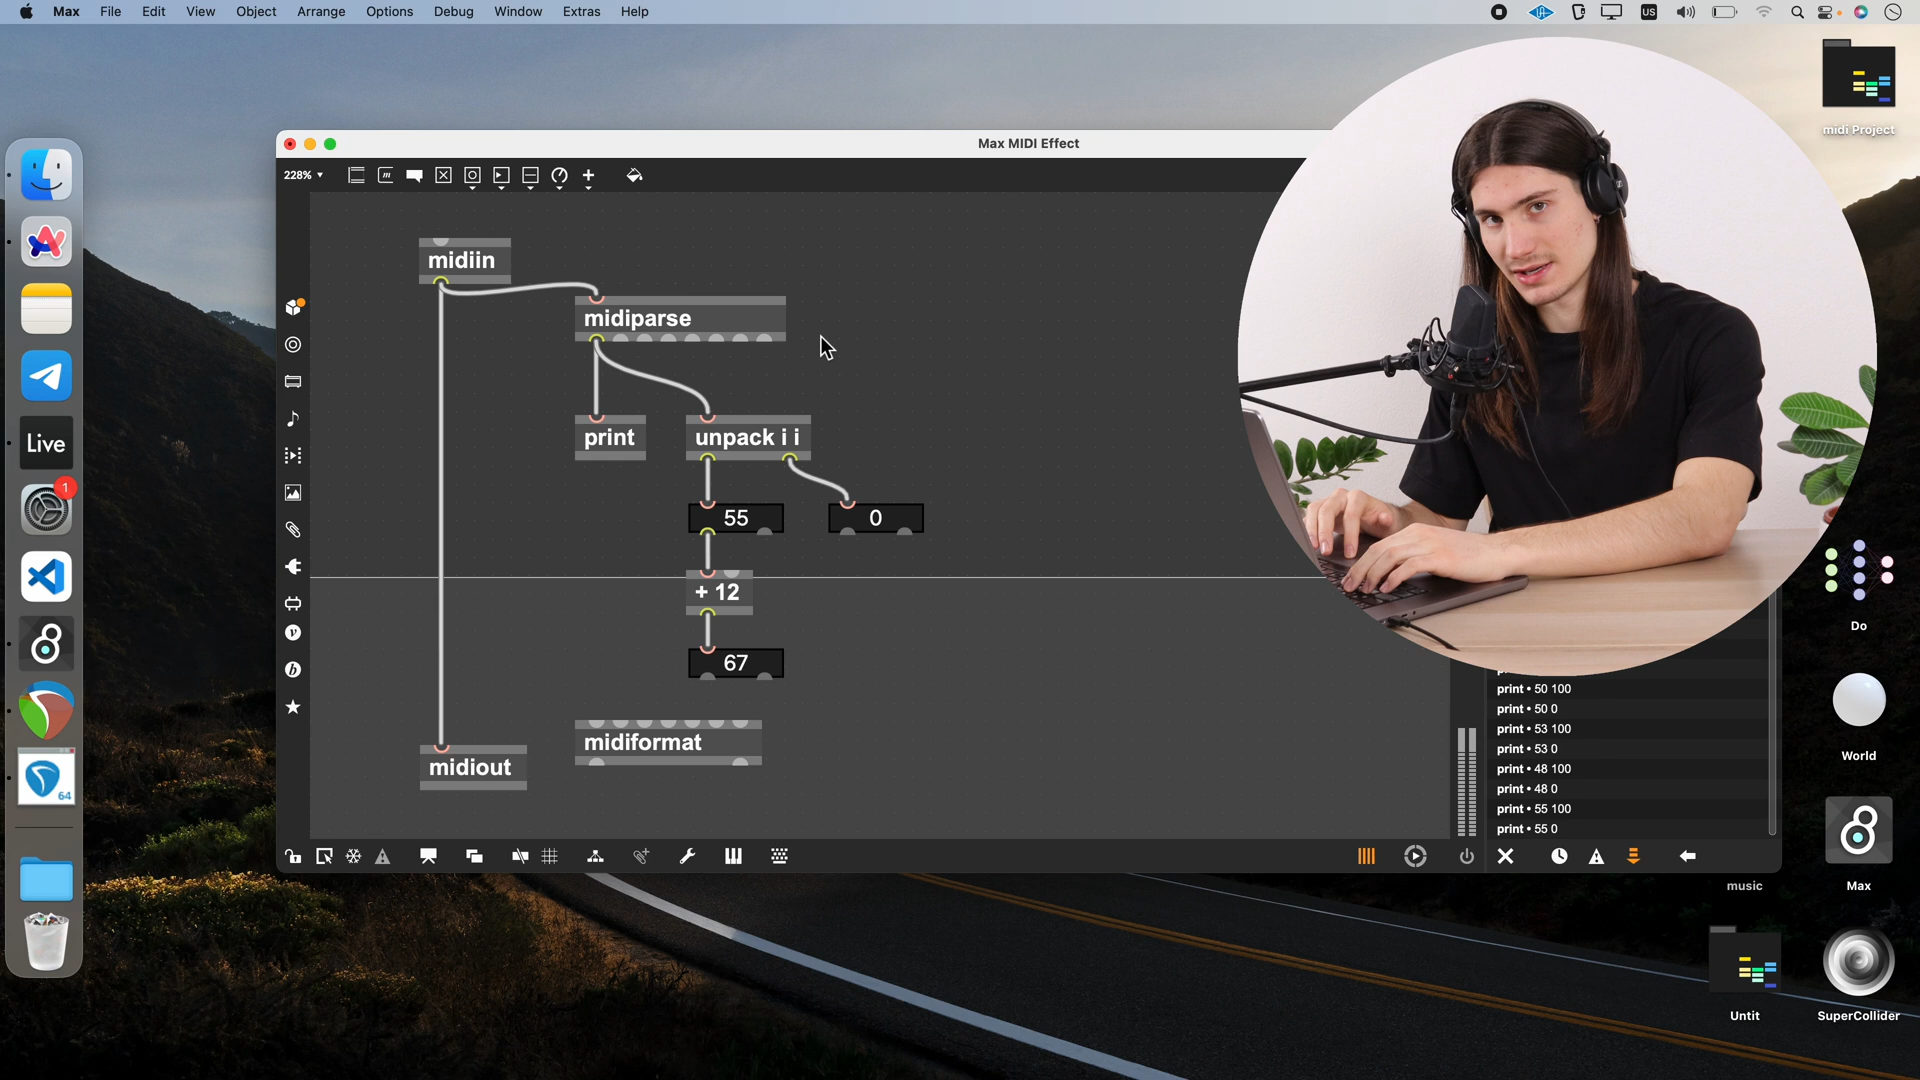 Max File Edit View Object Arrange Options Debug Window Extras Help
US
midi Project
Max MIDI Effect
228%
m
midiin
midiparse
print
unpack i i
55
0
+ 12
67
midiformat
midiout
Live
1
64
print • 50 100
print • 50 0
print • 53 100
print • 53 0
print • 48 100
print • 48 0
print • 55 100
print • 55 0
Do
World
Max
music
Untit
SuperCollider